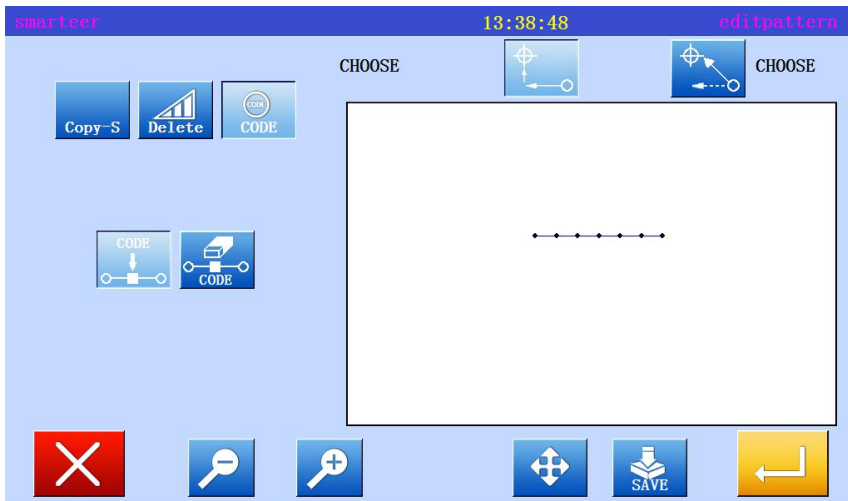 smarteer 13:38:48 editpattern
CHOOSE CHOOSE
Copy-S Delete CODE CODE
CODE
CODE
SAVE